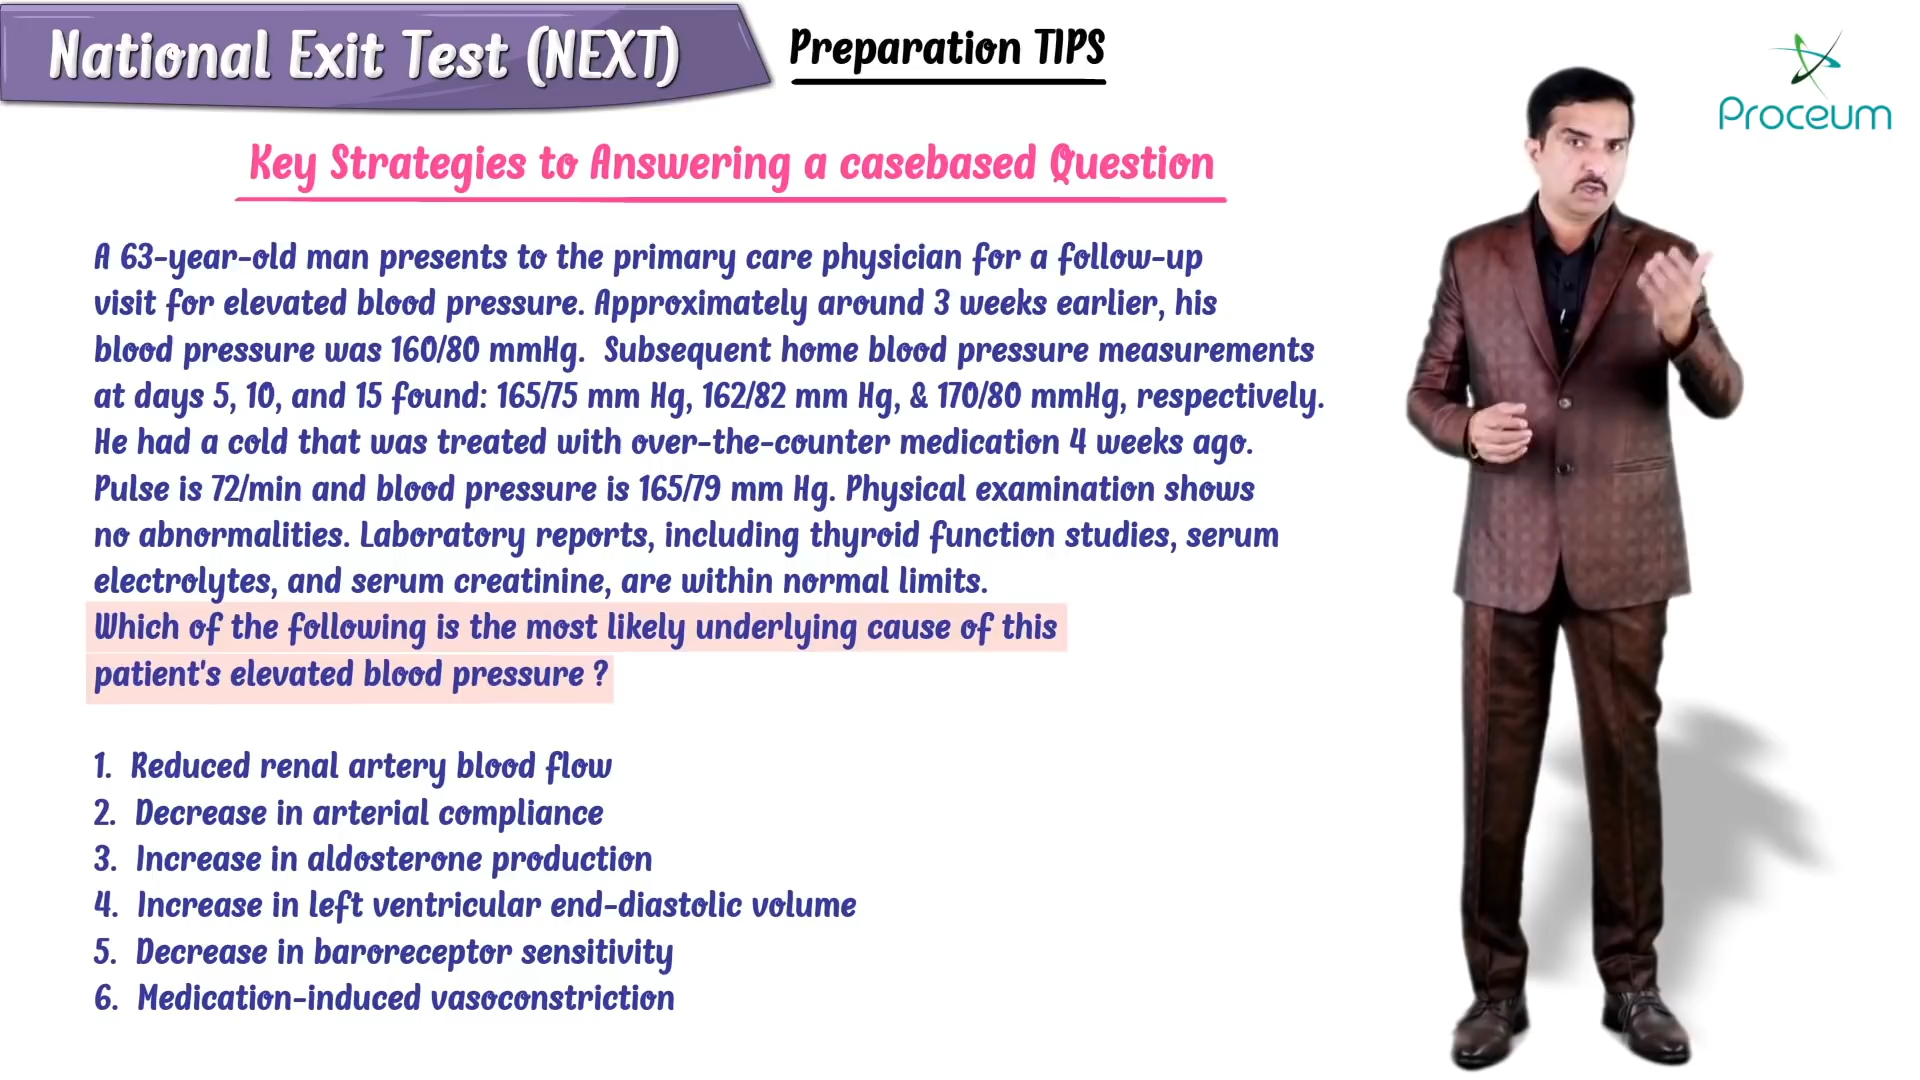 National Exit Test (NEXT)
Preparation TIPS
Proceum
Key Strategies to Answering a casebased Question
A 63-year-old man presents to the primary care physician for a follow-up
visit for elevated blood pressure. Approximately around 3 weeks earlier, his
blood pressure was 160/80 mmHg. Subsequent home blood pressure measurements
at days 5, 10, and 15 found: 165/75 mm Hg, 162/82 mm Hg, & 170/80 mmHg, respectively.
He had a cold that was treated with over-the-counter medication 4 weeks ago.
Pulse is 72/min and blood pressure is 165/79 mm Hg. Physical examination shows
no abnormalities. Laboratory reports, including thyroid function studies, serum
electrolytes, and serum creatinine, are within normal limits.
Which of the following is the most likely underlying cause of this
patient's elevated blood pressure ?
1. Reduced renal artery blood flow
2. Decrease in arterial compliance
3. Increase in aldosterone production
4. Increase in left ventricular end-diastolic volume
5. Decrease in baroreceptor sensitivity
6. Medication-induced vasoconstriction